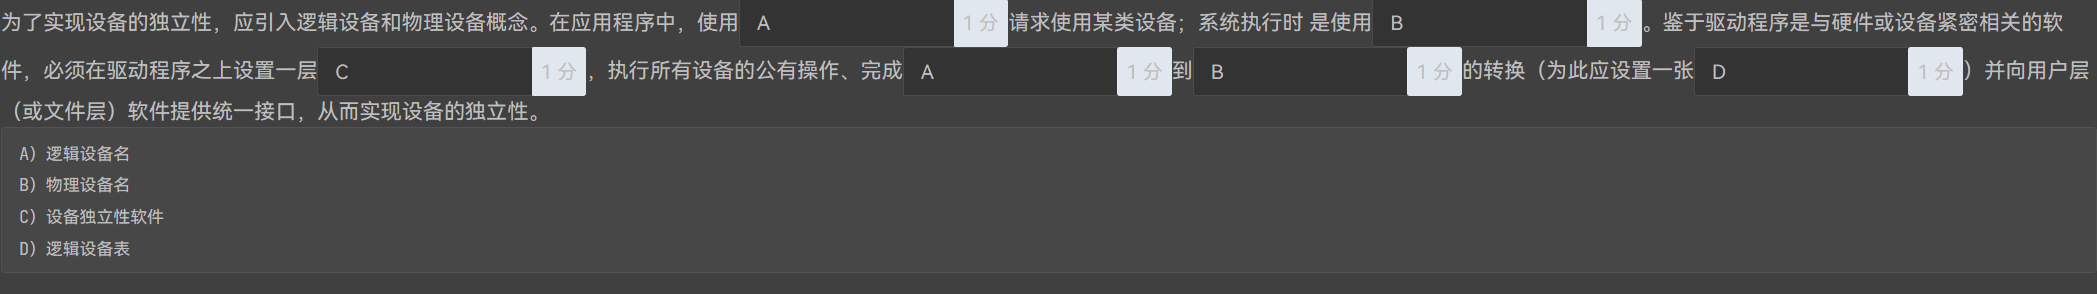 为了实现设备的独立性，应引入逻辑设备和物理设备概念。在应用程序中，使用 A 1 分 请求使用某类设备；系统执行时 是使用 B 1 分 。鉴于驱动程序是与硬件或设备紧密相关的软
件，必须在驱动程序之上设置一层 C 1 分 ，执行所有设备的公有操作、完成 A 1 分 到 B 1 分 的转换（为此应设置一张 D 1 分 ）并向用户层
（或文件层）软件提供统一接口，从而实现设备的独立性。
A）逻辑设备名
B）物理设备名
C）设备独立性软件
D）逻辑设备表